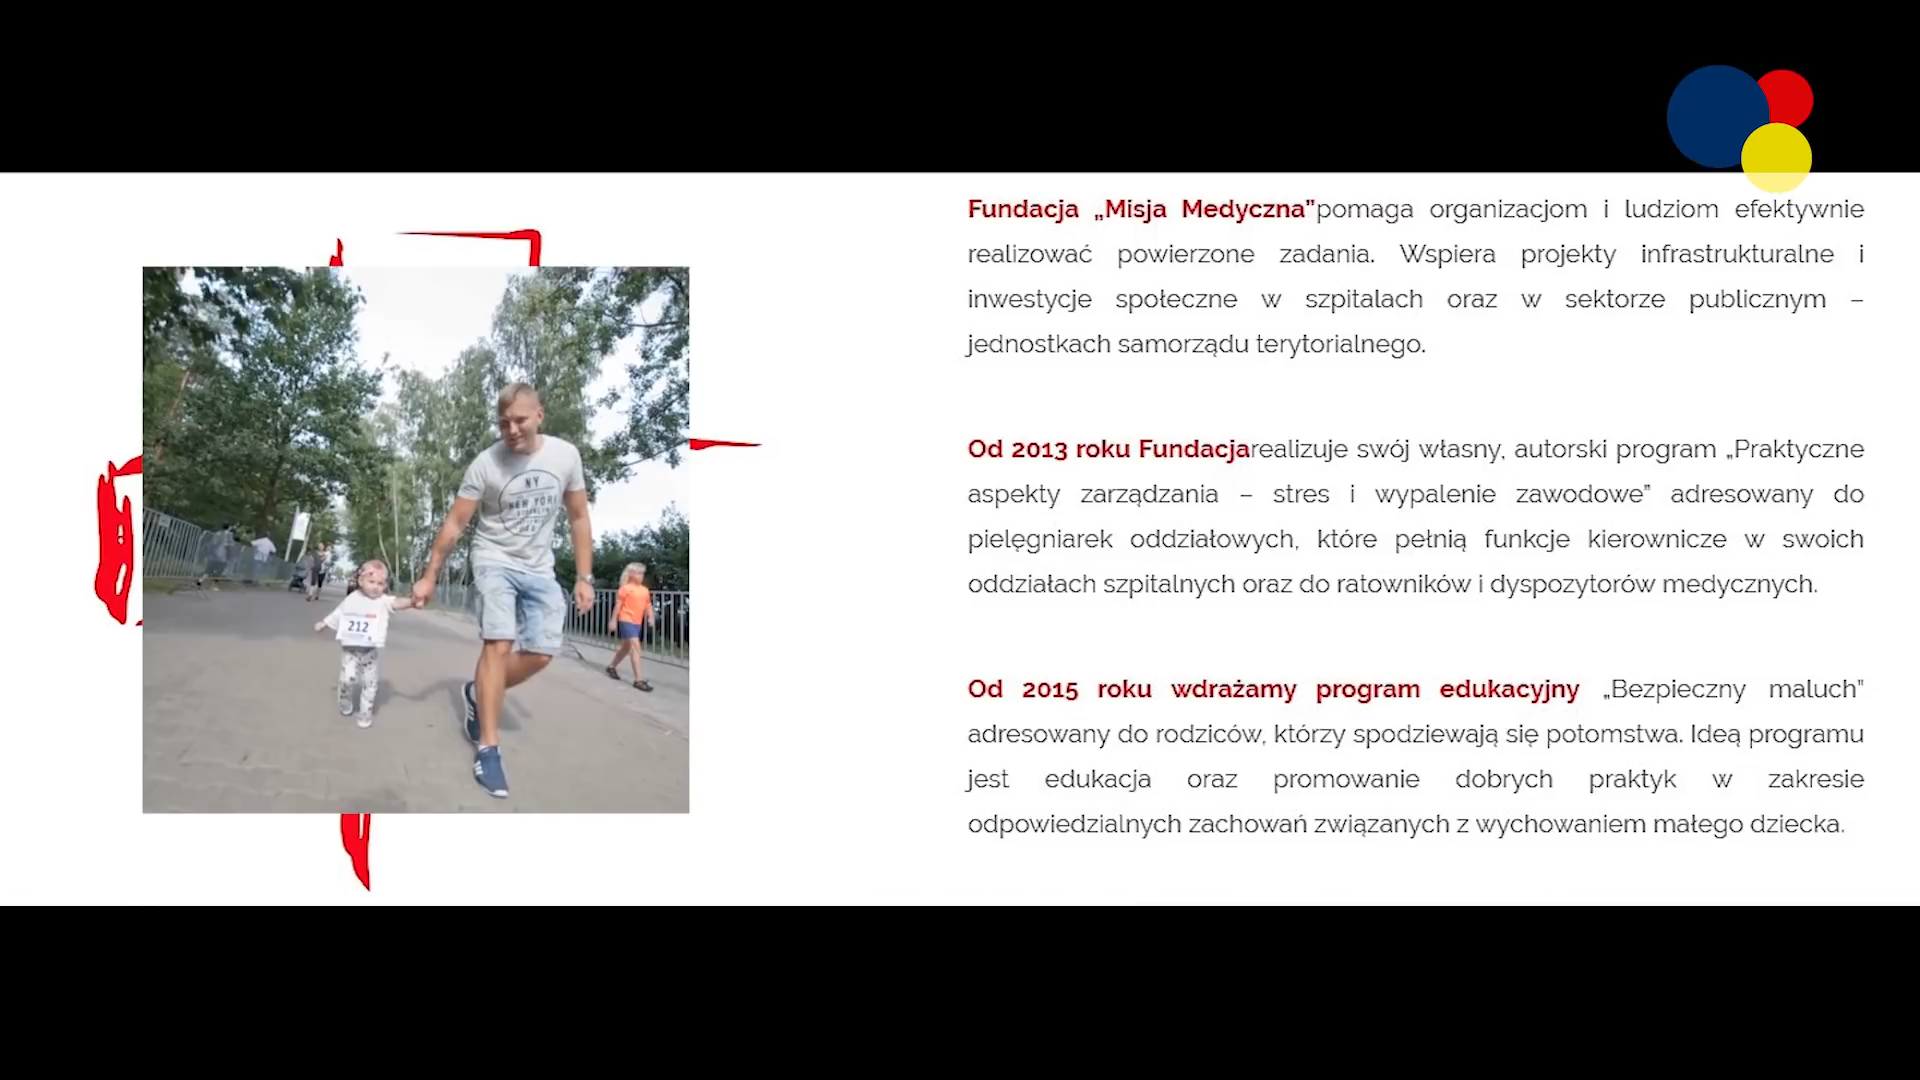 Fundacja „Misja Medyczna”pomaga organizacjom i ludziom efektywnie
realizować powierzone zadania. Wspiera projekty infrastrukturalne i
inwestycje społeczne w szpitalach oraz w sektorze publicznym –
jednostkach samorządu terytorialnego.
Od 2013 roku Fundacjarealizuje swój własny, autorski program „Praktyczne
aspekty zarządzania – stres i wypalenie zawodowe” adresowany do
pielęgniarek oddziałowych, które pełnią funkcje kierownicze w swoich
oddziałach szpitalnych oraz do ratowników i dyspozytorów medycznych.
Od 2015 roku wdrażamy program edukacyjny „Bezpieczny maluch”
adresowany do rodziców, którzy spodziewają się potomstwa. Ideą programu
jest edukacja oraz promowanie dobrych praktyk w zakresie
odpowiedzialnych zachowań związanych z wychowaniem małego dziecka.
NY
NEW YORK
212